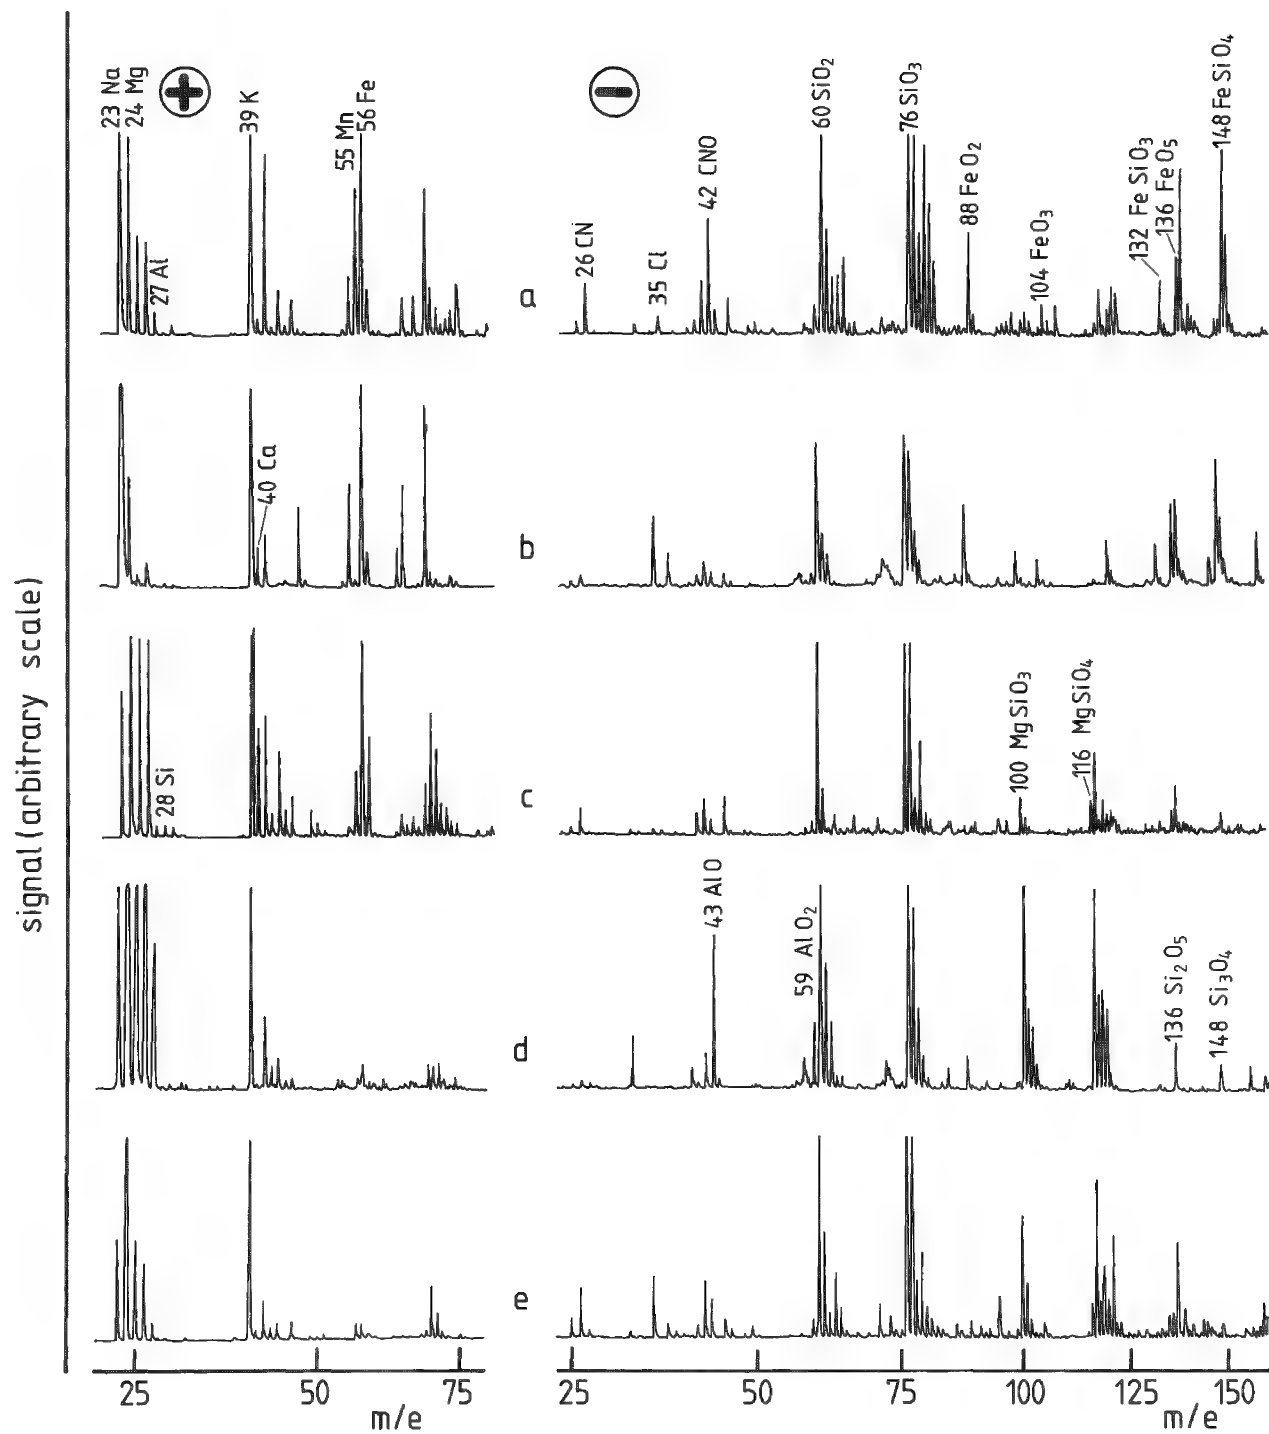 signal (arbitrary scale)
23 Na
24 Mg
27 Al
39 K
55 Mn
56 Fe
26 CN
35 Cl
42 CNO
60 SiO₂
76 SiO₃
88 FeO₂
104 FeO₃
132 FeSiO₃
136 FeO₅
148 FeSiO₄
a
40 Ca
b
28 Si
c
100 MgSiO₃
116 MgSiO₄
43 AlO
59 AlO₂
136 Si₂O₅
148 Si₃O₄
d
e
25 50 75
m/e
25 50 75 100 125 150
m/e